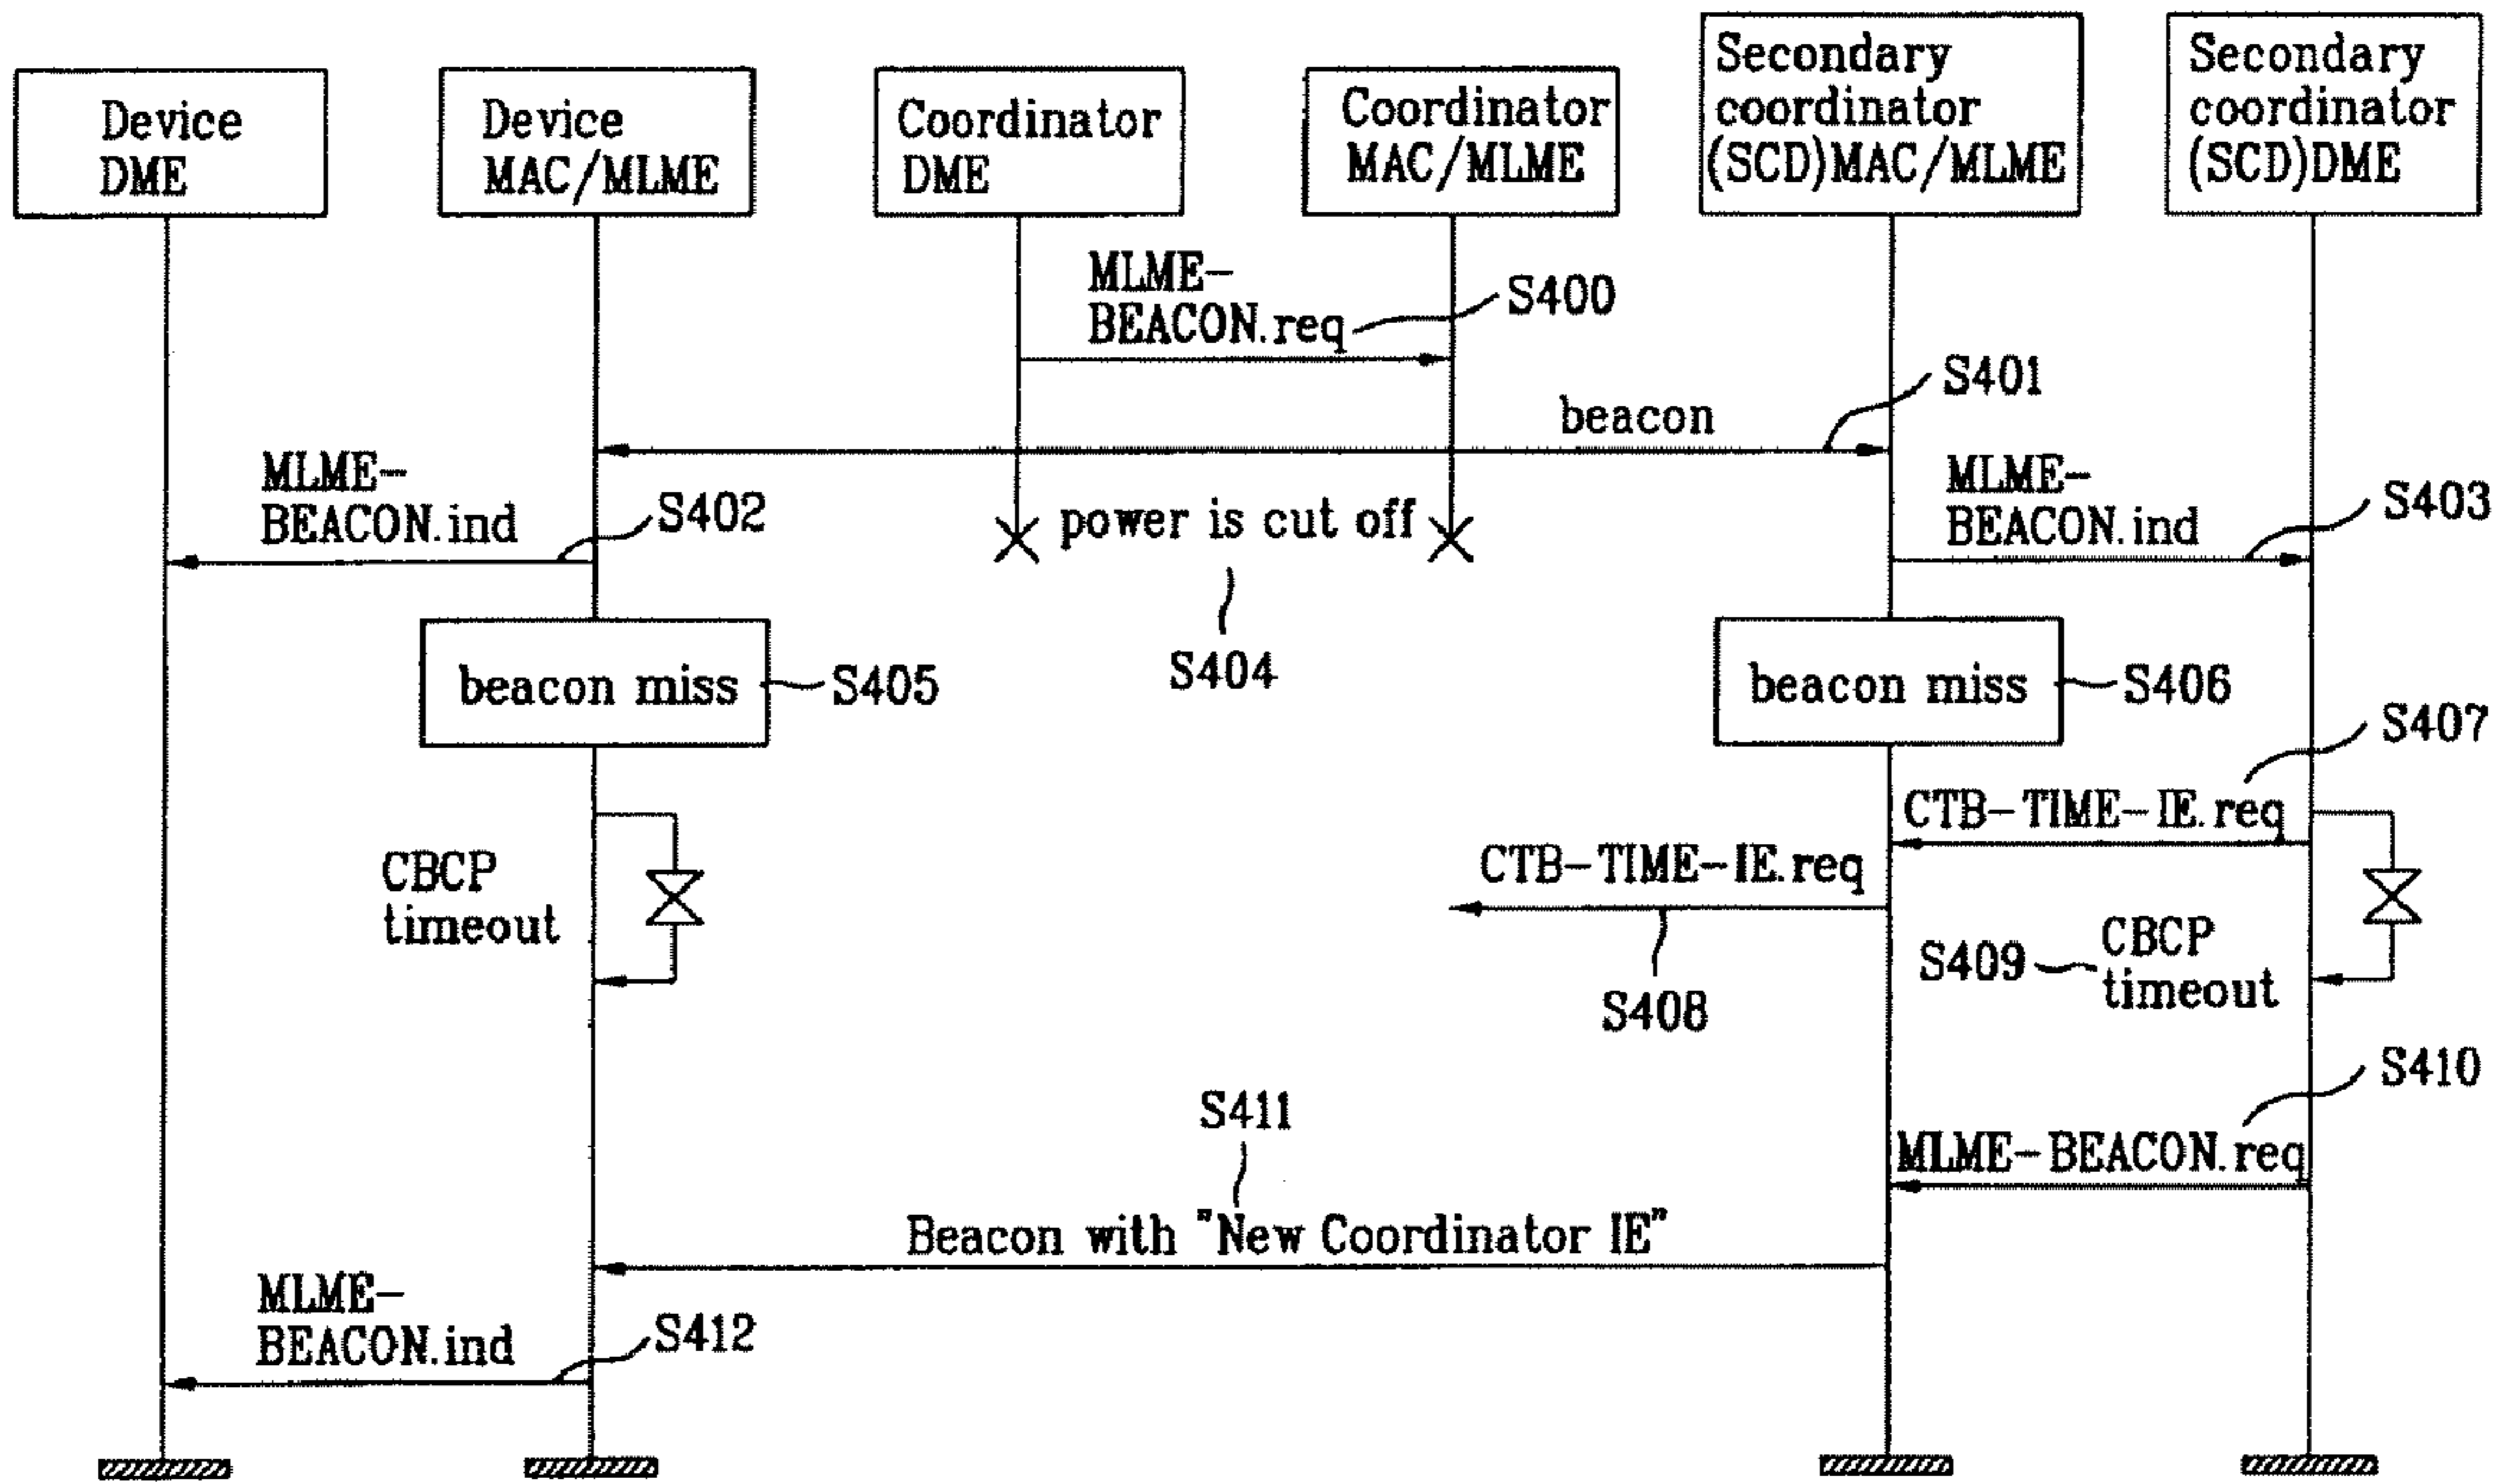 Device
DME
Device
MAC/MLME
Coordinator
DME
Coordinator
MAC/MLME
Secondary
coordinator
(SCD)MAC/MLME
Secondary
coordinator
(SCD)DME
MLME-
BEACON.req
S400
beacon
S401
MLME-
BEACON.ind
S402
power is cut off
S404
MLME-
BEACON.ind
S403
beacon miss
S405
beacon miss
S406
S407
CTB-TIME-IE.req
CTB-TIME-IE.req
S408
CBCP
timeout
S409
CBCP
timeout
S410
MLME-BEACON.req
S411
Beacon with "New Coordinator IE"
MLME-
BEACON.ind
S412